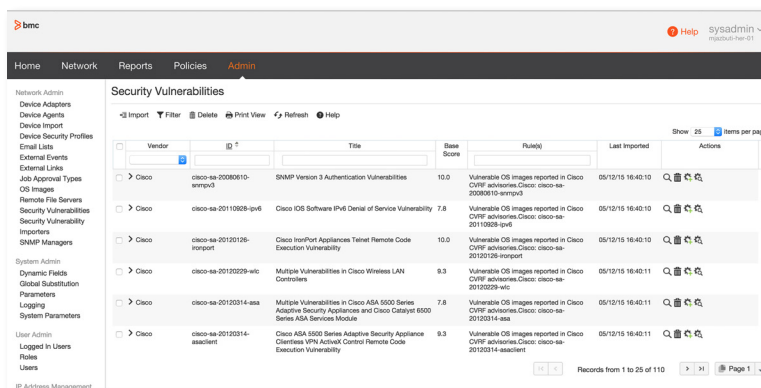 bmc
Help
sysadmin
mjazbuti-her-01
Home Network Reports Policies Admin
Network Admin
Device Adapters
Device Agents
Device Import
Device Security Profiles
Email Lists
External Events
External Links
Job Approval Types
OS Images
Remote File Servers
Security Vulnerabilities
Security Vulnerability
Importers
SNMP Managers
System Admin
Dynamic Fields
Global Substitution
Parameters
Logging
System Parameters
User Admin
Logged In Users
Roles
Users
IP Address Management
Security Vulnerabilities
Import Filter Delete Print View Refresh Help
Show 25 items per pag
Vendor ID Title Base Score Rule(s) Last Imported Actions
Cisco cisco-sa-20080610- SNMP Version 3 Authentication Vulnerabilities 10.0 Vulnerable OS images reported in Cisco 05/12/15 16:40:10
snmpv3 CVRF advisories.Cisco: cisco-sa-
20080610-snmpv3
Cisco cisco-sa-20110928-ipv6 Cisco IOS Software IPv6 Denial of Service Vulnerability 7.8 Vulnerable OS images reported in Cisco 05/12/15 16:40:10
CVRF advisories.Cisco: cisco-sa-
20110928-ipv6
Cisco cisco-sa-20120126- Cisco IronPort Appliances Telnet Remote Code 10.0 Vulnerable OS images reported in Cisco 05/12/15 16:40:10
ironport Execution Vulnerability CVRF advisories.Cisco: cisco-sa-
20120126-ironport
Cisco cisco-sa-20120229-wlc Multiple Vulnerabilities in Cisco Wireless LAN 9.3 Vulnerable OS images reported in Cisco 05/12/15 16:40:11
Controllers CVRF advisories.Cisco: cisco-sa-
20120229-wlc
Cisco cisco-sa-20120314-asa Multiple Vulnerabilities in Cisco ASA 5500 Series 7.8 Vulnerable OS images reported in Cisco 05/12/15 16:40:11
Adaptive Security Appliances and Cisco Catalyst 6500 CVRF advisories.Cisco: cisco-sa-
Series ASA Services Module 20120314-asa
Cisco cisco-sa-20120314- Cisco ASA 5500 Series Adaptive Security Appliance 9.3 Vulnerable OS images reported in Cisco 05/12/15 16:40:11
asaclient Clientless VPN ActiveX Control Remote Code CVRF advisories.Cisco: cisco-sa-
Execution Vulnerability 20120314-asaclient
Records from 1 to 25 of 110 Page 1